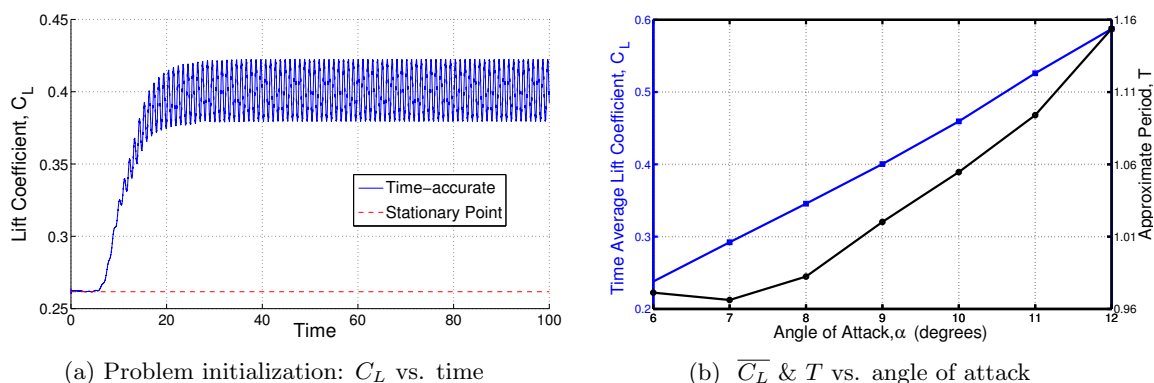 0.45
0.4
0.35
0.3
0.25
Lift Coefficient, C_L
Time-accurate
Stationary Point
0 20 40 60 80 100
Time
(a) Problem initialization: C_L vs. time
0.6
0.5
0.4
0.3
0.2
Time Average Lift Coefficient, C_L
1.16
1.11
1.06
1.01
0.96
Approximate Period, T
6 7 8 9 10 11 12
Angle of Attack,α (degrees)
(b) $\overline{C_L}$ & T vs. angle of attack